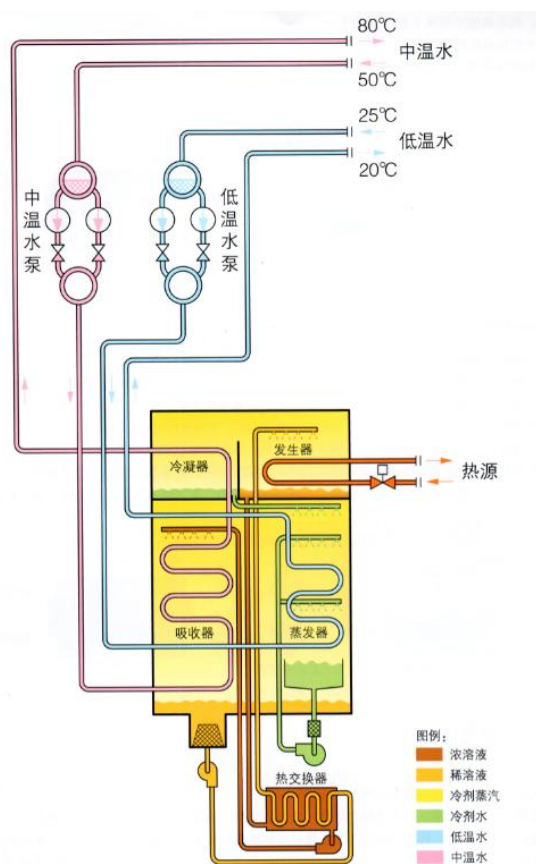 80℃
中温水
50℃
25℃
低温水
20℃
中温水泵
低温水泵
冷凝器
发生器
热源
吸收器
蒸发器
热交换器
图例：
浓溶液
稀溶液
冷剂蒸汽
冷剂水
低温水
中温水